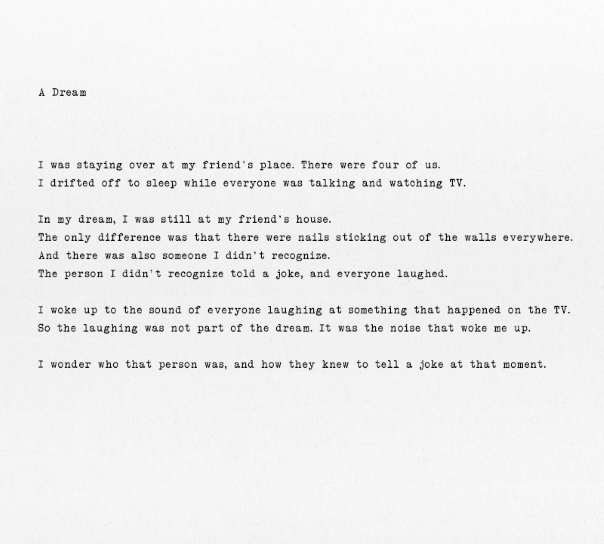 A Dream
I was staying over at my friend's place. There were four of us.
I drifted off to sleep while everyone was talking and watching TV.
In my dream, I was still at my friend's house.
The only difference was that there were nails sticking out of the walls everywhere.
And there was also someone I didn't recognize.
The person I didn't recognize told a joke, and everyone laughed.
I woke up to the sound of everyone laughing at something that happened on the TV.
So the laughing was not part of the dream. It was the noise that woke me up.
I wonder who that person was, and how they knew to tell a joke at that moment.